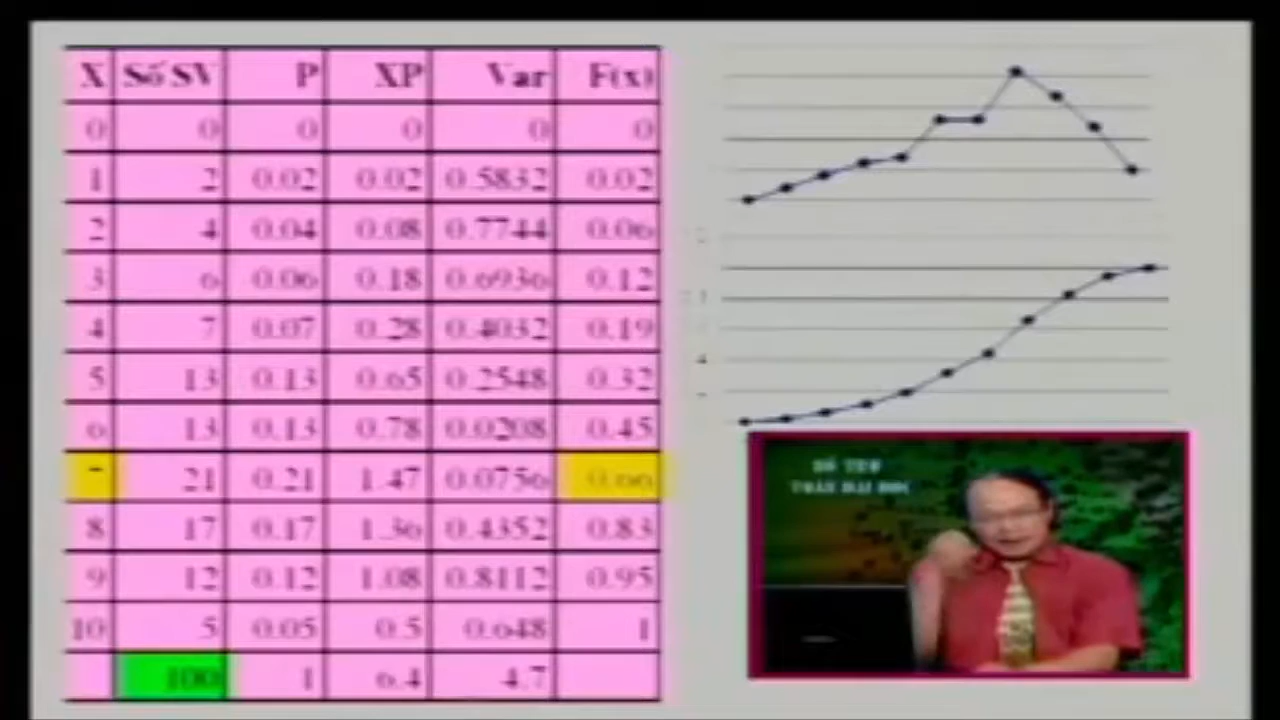 X Số SV P XP Var F(x)
0 0 0 0 0 0
1 2 0.02 0.02 0.5832 0.02
2 4 0.04 0.08 0.7744 0.06
3 6 0.06 0.18 0.6936 0.12
4 7 0.07 0.28 0.4032 0.19
5 13 0.13 0.65 0.2548 0.32
6 13 0.13 0.78 0.0208 0.45
7 21 0.21 1.47 0.0756 0.66
8 17 0.17 1.36 0.4352 0.83
9 12 0.12 1.08 0.8112 0.95
10 5 0.05 0.5 0.648 1
100 1 6.4 4.7